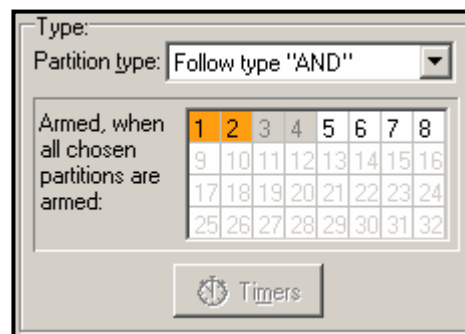 Type:
Partition type: Follow type "AND"
Armed, when all chosen partitions are armed:
1 2 3 4 5 6 7 8
9 10 11 12 13 14 15 16
17 18 19 20 21 22 23 24
25 26 27 28 29 30 31 32
Timers